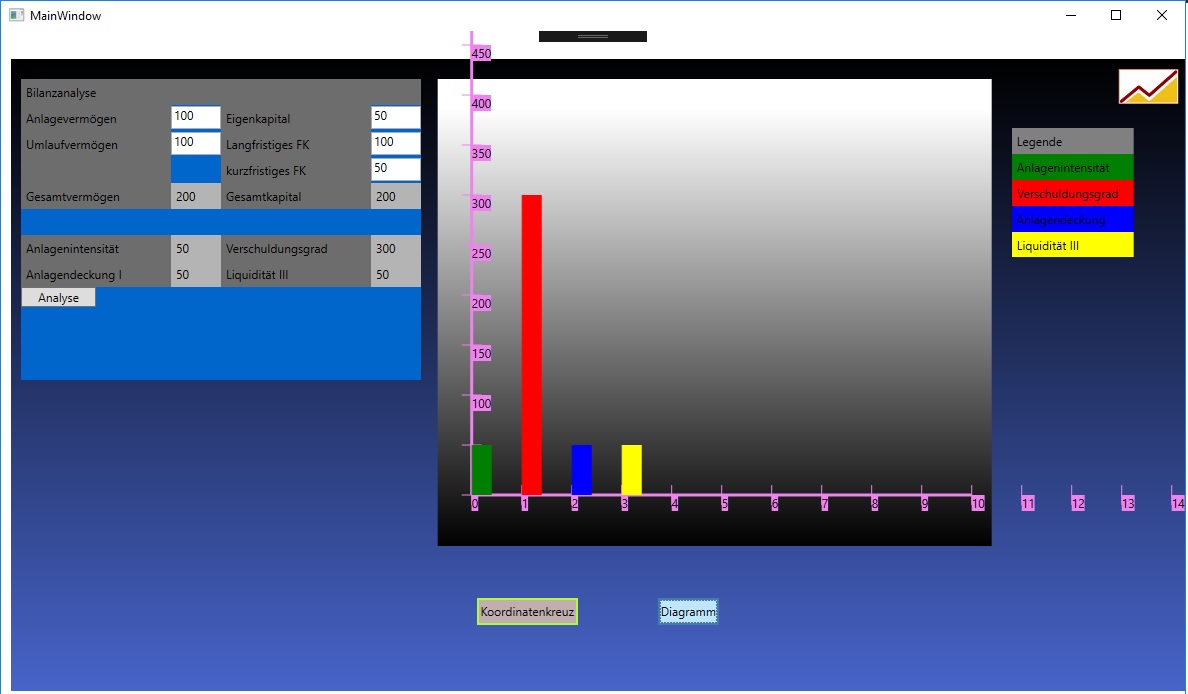 MainWindow
Bilanzanalyse
Anlagevermögen 100 Eigenkapital 50
Umlaufvermögen 100 Langfristiges FK 100
kurzfristiges FK 50
Gesamtvermögen 200 Gesamtkapital 200
Anlagenintensität 50 Verschuldungsgrad 300
Anlagendeckung I 50 Liquidität III 50
Analyse
450
400
350
300
250
200
150
100
0 1 2 3 4 5 6 7 8 9 10 11 12 13 14
Legende
Anlagenintensität
Verschuldungsgrad
Anlagendeckung
Liquidität III
Koordinatenkreuz Diagramm